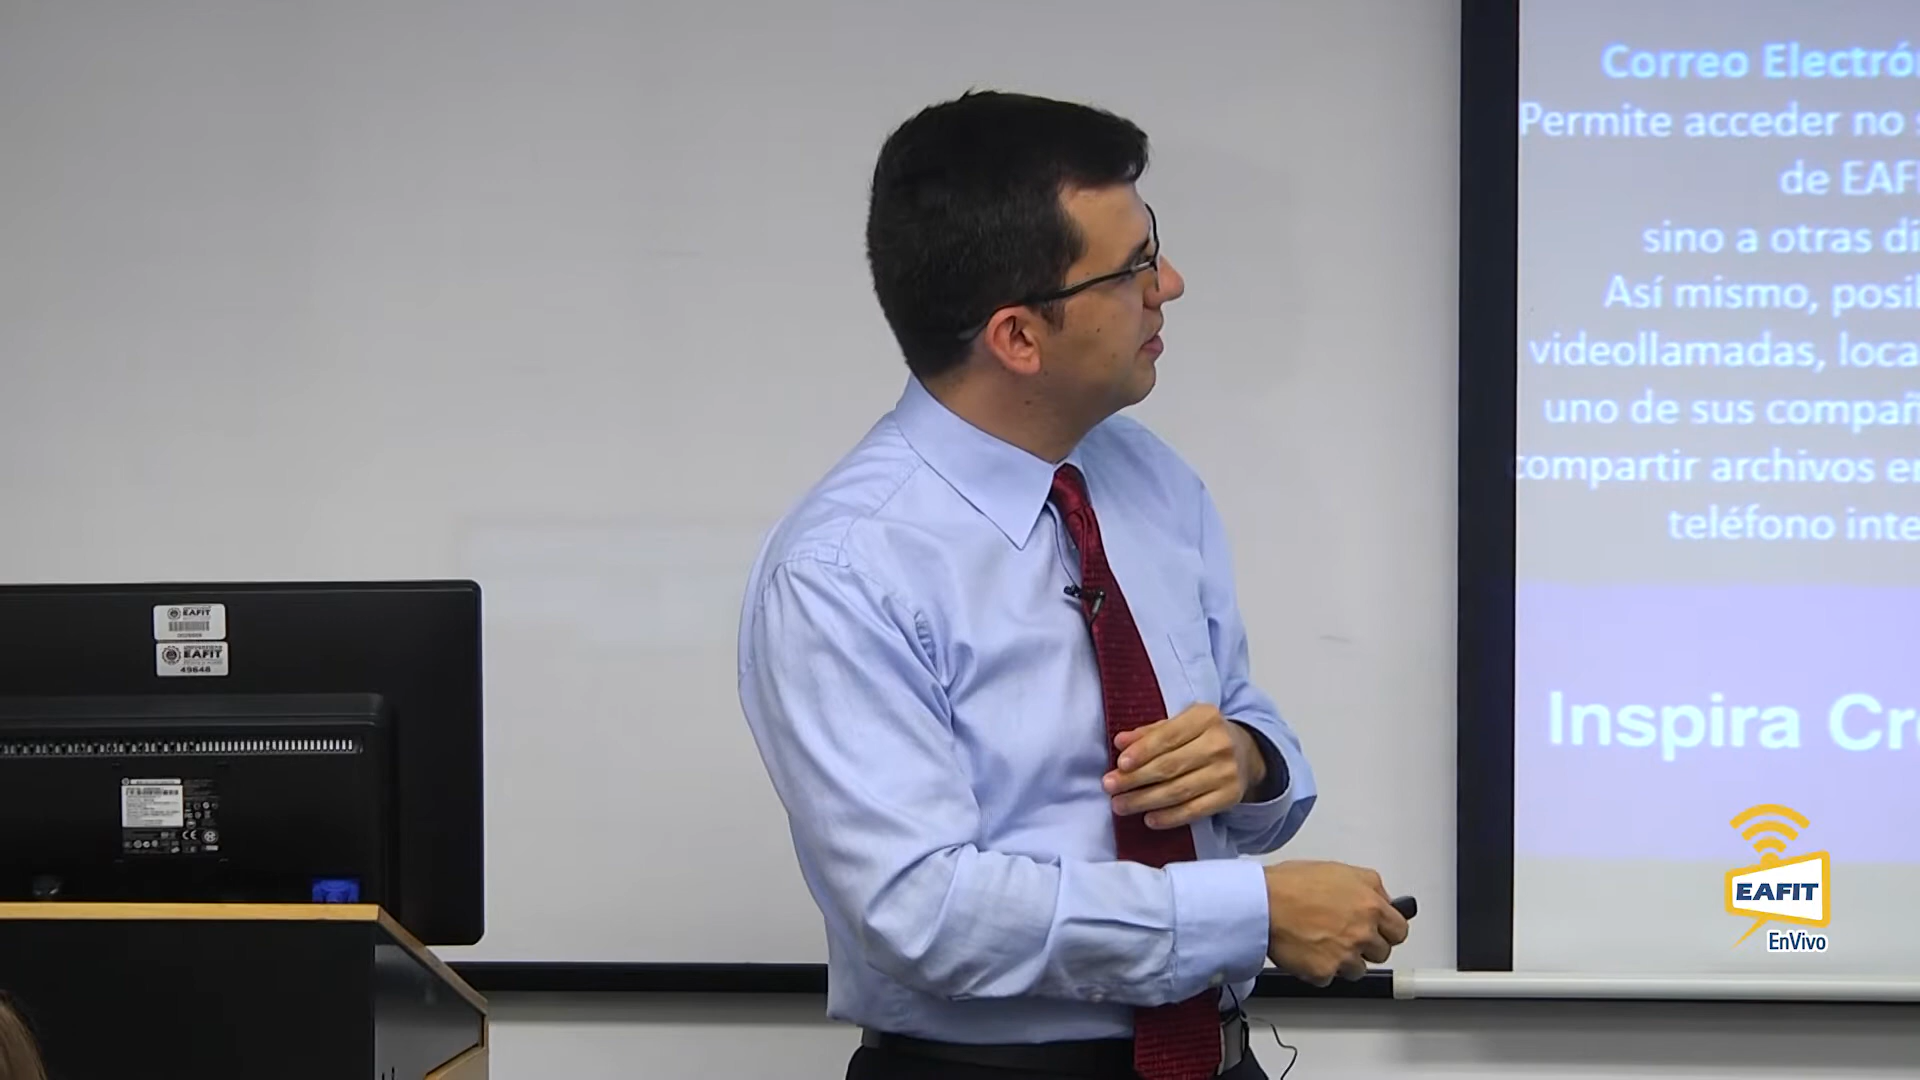 Correo Electró
Permite acceder no
de EAF
sino a otras di
Así mismo, posi
videollamadas, loca
uno de sus compañ
compartir archivos e
teléfono inte
Inspira Cr
EAFIT
EnVivo
EAFIT
EAFIT
49648